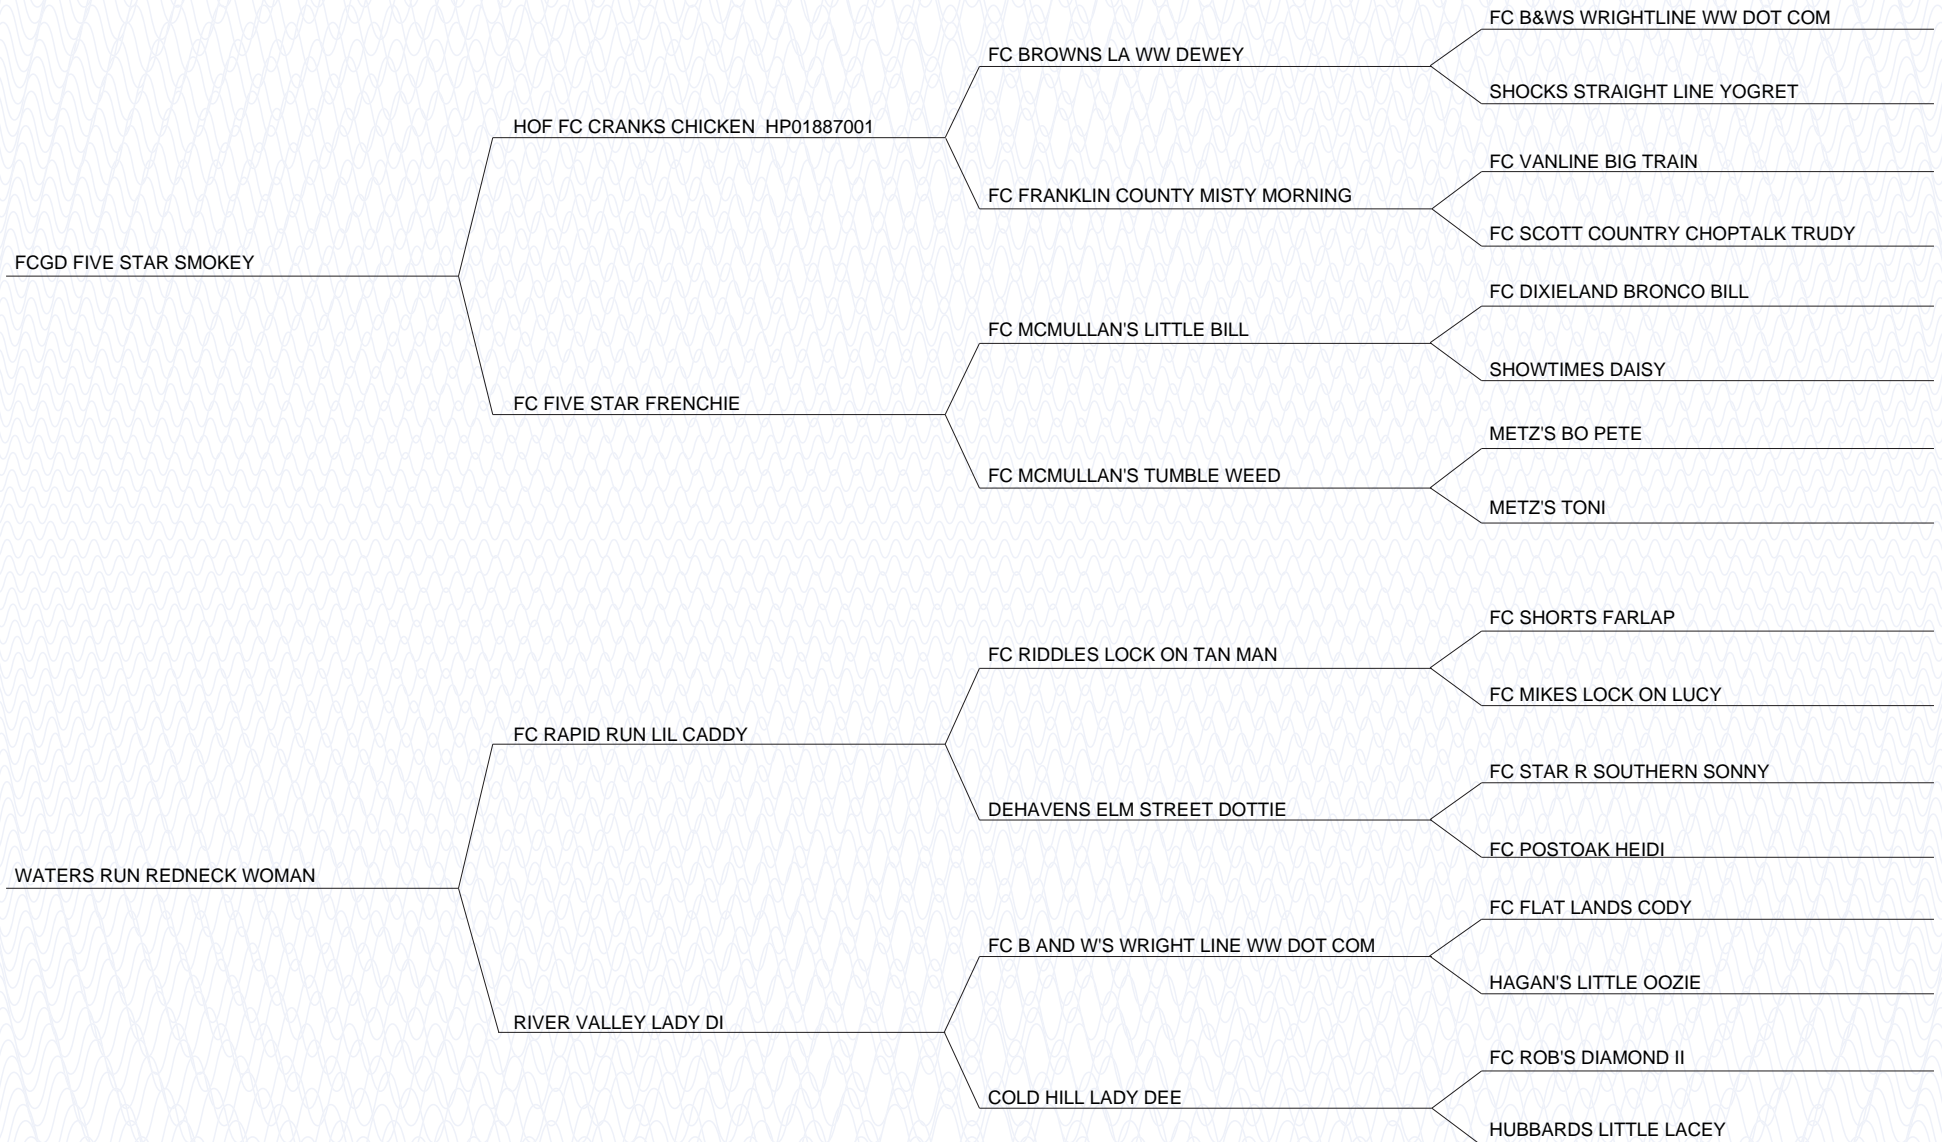 FC B&WS WRIGHTLINE WW DOT COM
FC BROWNS LA WW DEWEY
SHOCKS STRAIGHT LINE YOGRET
HOF FC CRANKS CHICKEN  HP01887001
FC VANLINE BIG TRAIN
FC FRANKLIN COUNTY MISTY MORNING
FC SCOTT COUNTRY CHOPTALK TRUDY
FCGD FIVE STAR SMOKEY
FC DIXIELAND BRONCO BILL
FC MCMULLAN'S LITTLE BILL
SHOWTIMES DAISY
FC FIVE STAR FRENCHIE
METZ'S BO PETE
FC MCMULLAN'S TUMBLE WEED
METZ'S TONI
FC SHORTS FARLAP
FC RIDDLES LOCK ON TAN MAN
FC MIKES LOCK ON LUCY
FC RAPID RUN LIL CADDY
FC STAR R SOUTHERN SONNY
DEHAVENS ELM STREET DOTTIE
FC POSTOAK HEIDI
WATERS RUN REDNECK WOMAN
FC FLAT LANDS CODY
FC B AND W'S WRIGHT LINE WW DOT COM
HAGAN'S LITTLE OOZIE
RIVER VALLEY LADY DI
FC ROB'S DIAMOND II
COLD HILL LADY DEE
HUBBARDS LITTLE LACEY